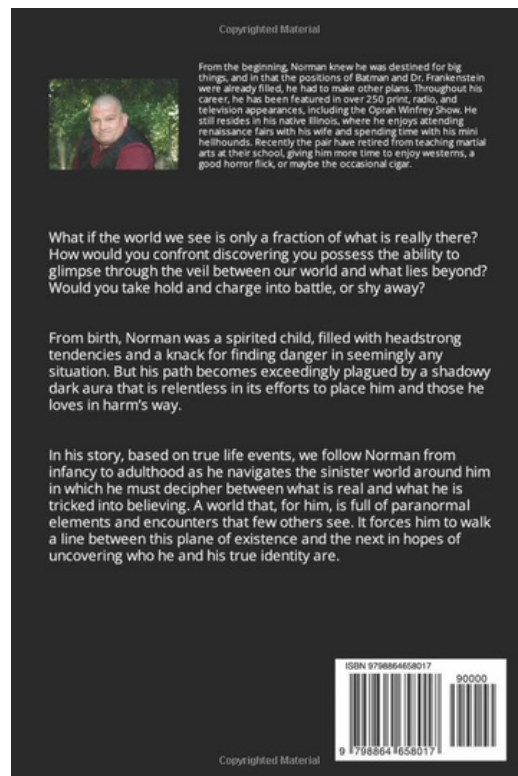 Copyrighted Material
From the beginning, Norman knew he was destined for big
things, and in that the positions of Batman and Dr. Frankenstein
were already filled, he had to make other plans. Throughout his
career, he has been featured in over 250 print, radio, and
television appearances, including the Oprah Winfrey Show. He
still resides in his native Illinois, where he enjoys attending
renaissance fairs with his wife and spending time with his mini
hellhounds. Recently the pair have retired from teaching martial
arts at their school, giving him more time to enjoy westerns, a
good horror flick, or maybe the occasional cigar.
What if the world we see is only a fraction of what is really there?
How would you confront discovering you possess the ability to
glimpse through the veil between our world and what lies beyond?
Would you take hold and charge into battle, or shy away?
From birth, Norman was a spirited child, filled with headstrong
tendencies and a knack for finding danger in seemingly any
situation. But his path becomes exceedingly plagued by a shadowy
dark aura that is relentless in its efforts to place him and those he
loves in harm's way.
In his story, based on true life events, we follow Norman from
infancy to adulthood as he navigates the sinister world around him
in which he must decipher between what is real and what he is
tricked into believing. A world that, for him, is full of paranormal
elements and encounters that few others see. It forces him to walk
a line between this plane of existence and the next in hopes of
uncovering who he and his true identity are.
ISBN 9798864658017
90000
9 798864 658017
Copyrighted Material